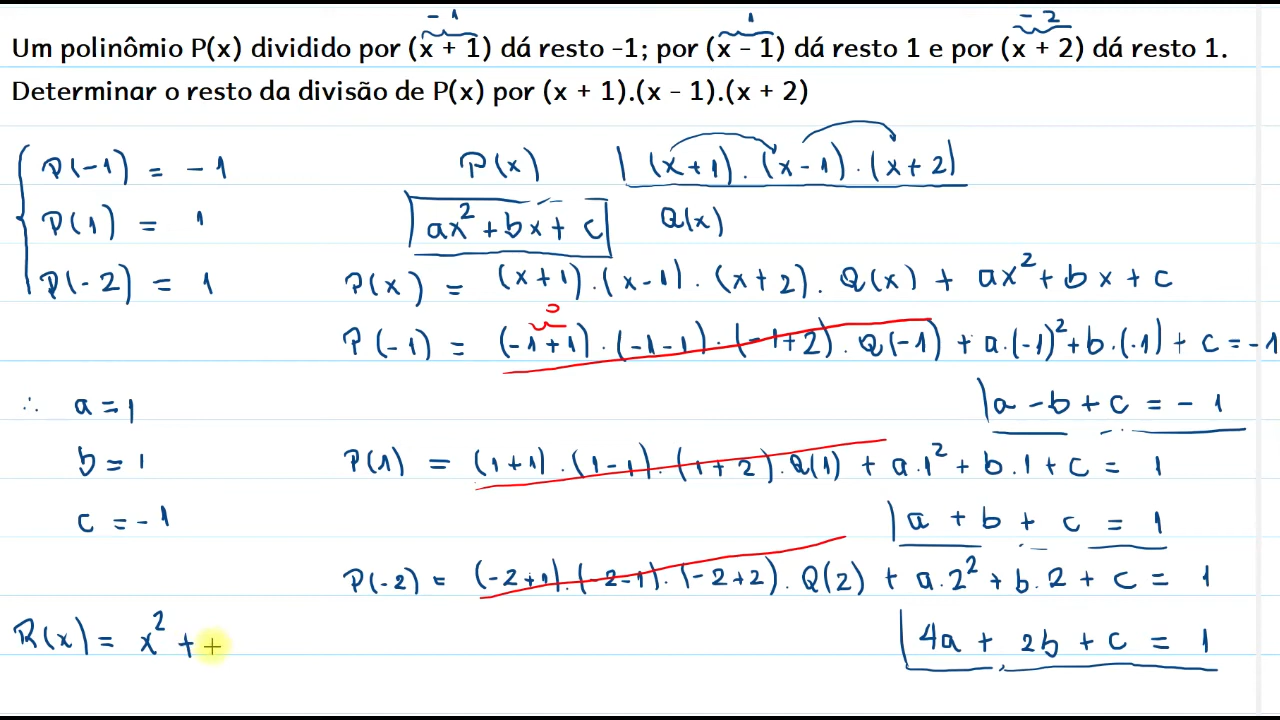 -1 1 -2
Um polinômio P(x) dividido por (x + 1) dá resto -1; por (x - 1) dá resto 1 e por (x + 2) dá resto 1.
Determinar o resto da divisão de P(x) por (x + 1).(x - 1).(x + 2)
P(-1) = -1
P(1) = 1
P(-2) = 1
P(x) (x+1).(x-1).(x+2)
ax²+bx+c Q(x)
P(x) = (x+1).(x-1).(x+2).Q(x) + ax²+bx+c
0
P(-1) = (-1+1).(-1-1).(-1+2).Q(-1) + a.(-1)²+b.(-1)+c=-1
a-b+c=-1
P(1) = (1+1).(1-1).(1+2).Q(1) + a.1²+b.1+c=1
a+b+c=1
P(-2) = (-2+1).(-2-1).(-2+2).Q(2) + a.2²+b.2+c=1
4a+2b+c=1
∴ a=1
b=1
c=-1
R(x) = x²+